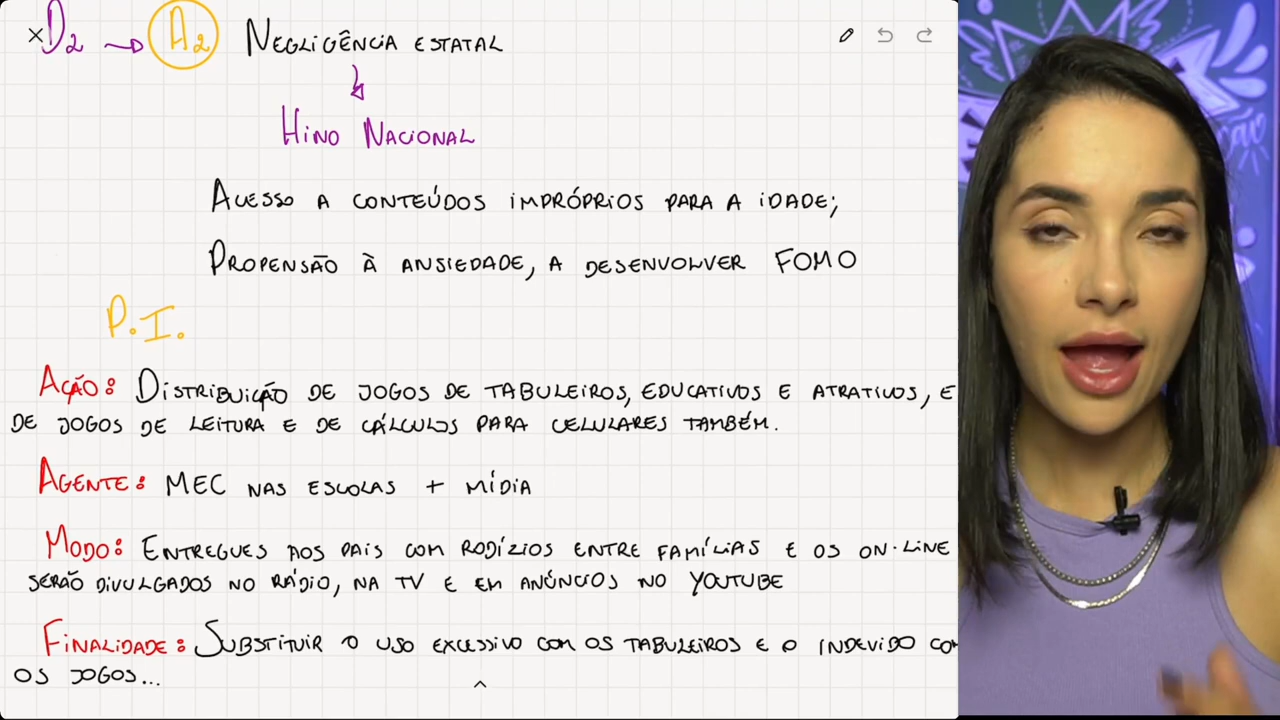 D2 → A2 NEGLIGÊNCIA ESTATAL
HINO NACIONAL
ACESSO A CONTEÚDOS IMPRÓPRIOS PARA A IDADE;
PROPENSÃO À ANSIEDADE, A DESENVOLVER FOMO
P.I.
AÇÃO: DISTRIBUIÇÃO DE JOGOS DE TABULEIROS, EDUCATIVOS E ATRATIVOS, E
DE JOGOS DE LEITURA E DE CÁLCULOS PARA CELULARES TAMBÉM.
AGENTE: MEC NAS ESCOLAS + MÍDIA
MODO: ENTREGUES AOS PAIS COM RODÍZIOS ENTRE FAMÍLIAS E OS ON-LINE
SERÃO DIVULGADOS NO RÁDIO, NA TV E EM ANÚNCIOS NO YOUTUBE
FINALIDADE: SUBSTITUIR O USO EXCESSIVO COM OS TABULEIROS E O INDEVIDO CO
OS JOGOS...